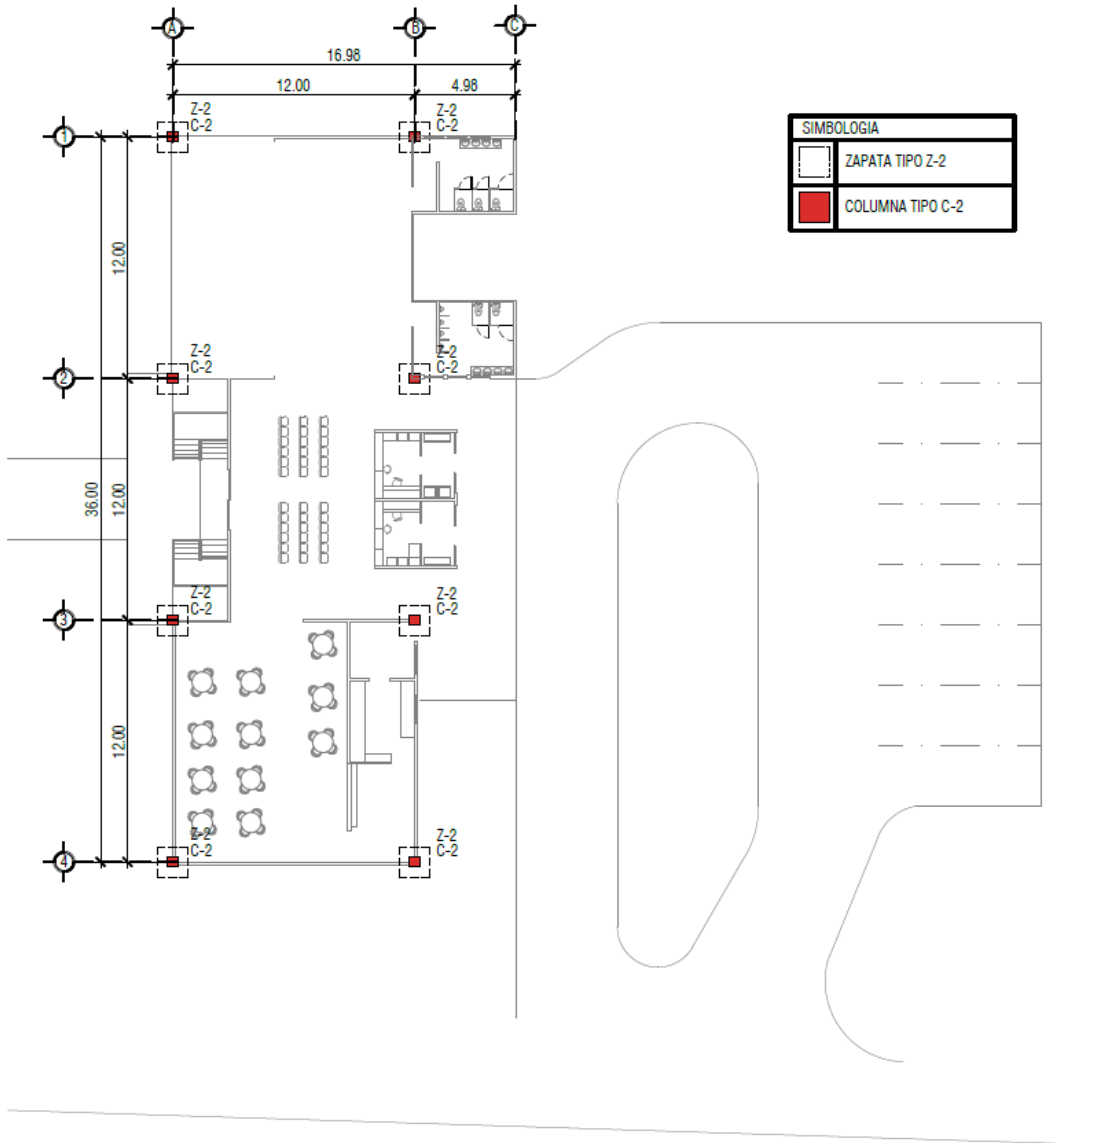 A
B
C
16.98
12.00
4.98
Z-2
C-2
Z-2
C-2
1
SIMBOLOGIA
ZAPATA TIPO Z-2
COLUMNA TIPO C-2
12.00
Z-2
C-2
Z-2
C-2
2
36.00
12.00
Z-2
C-2
Z-2
C-2
3
12.00
Z-2
C-2
Z-2
C-2
4